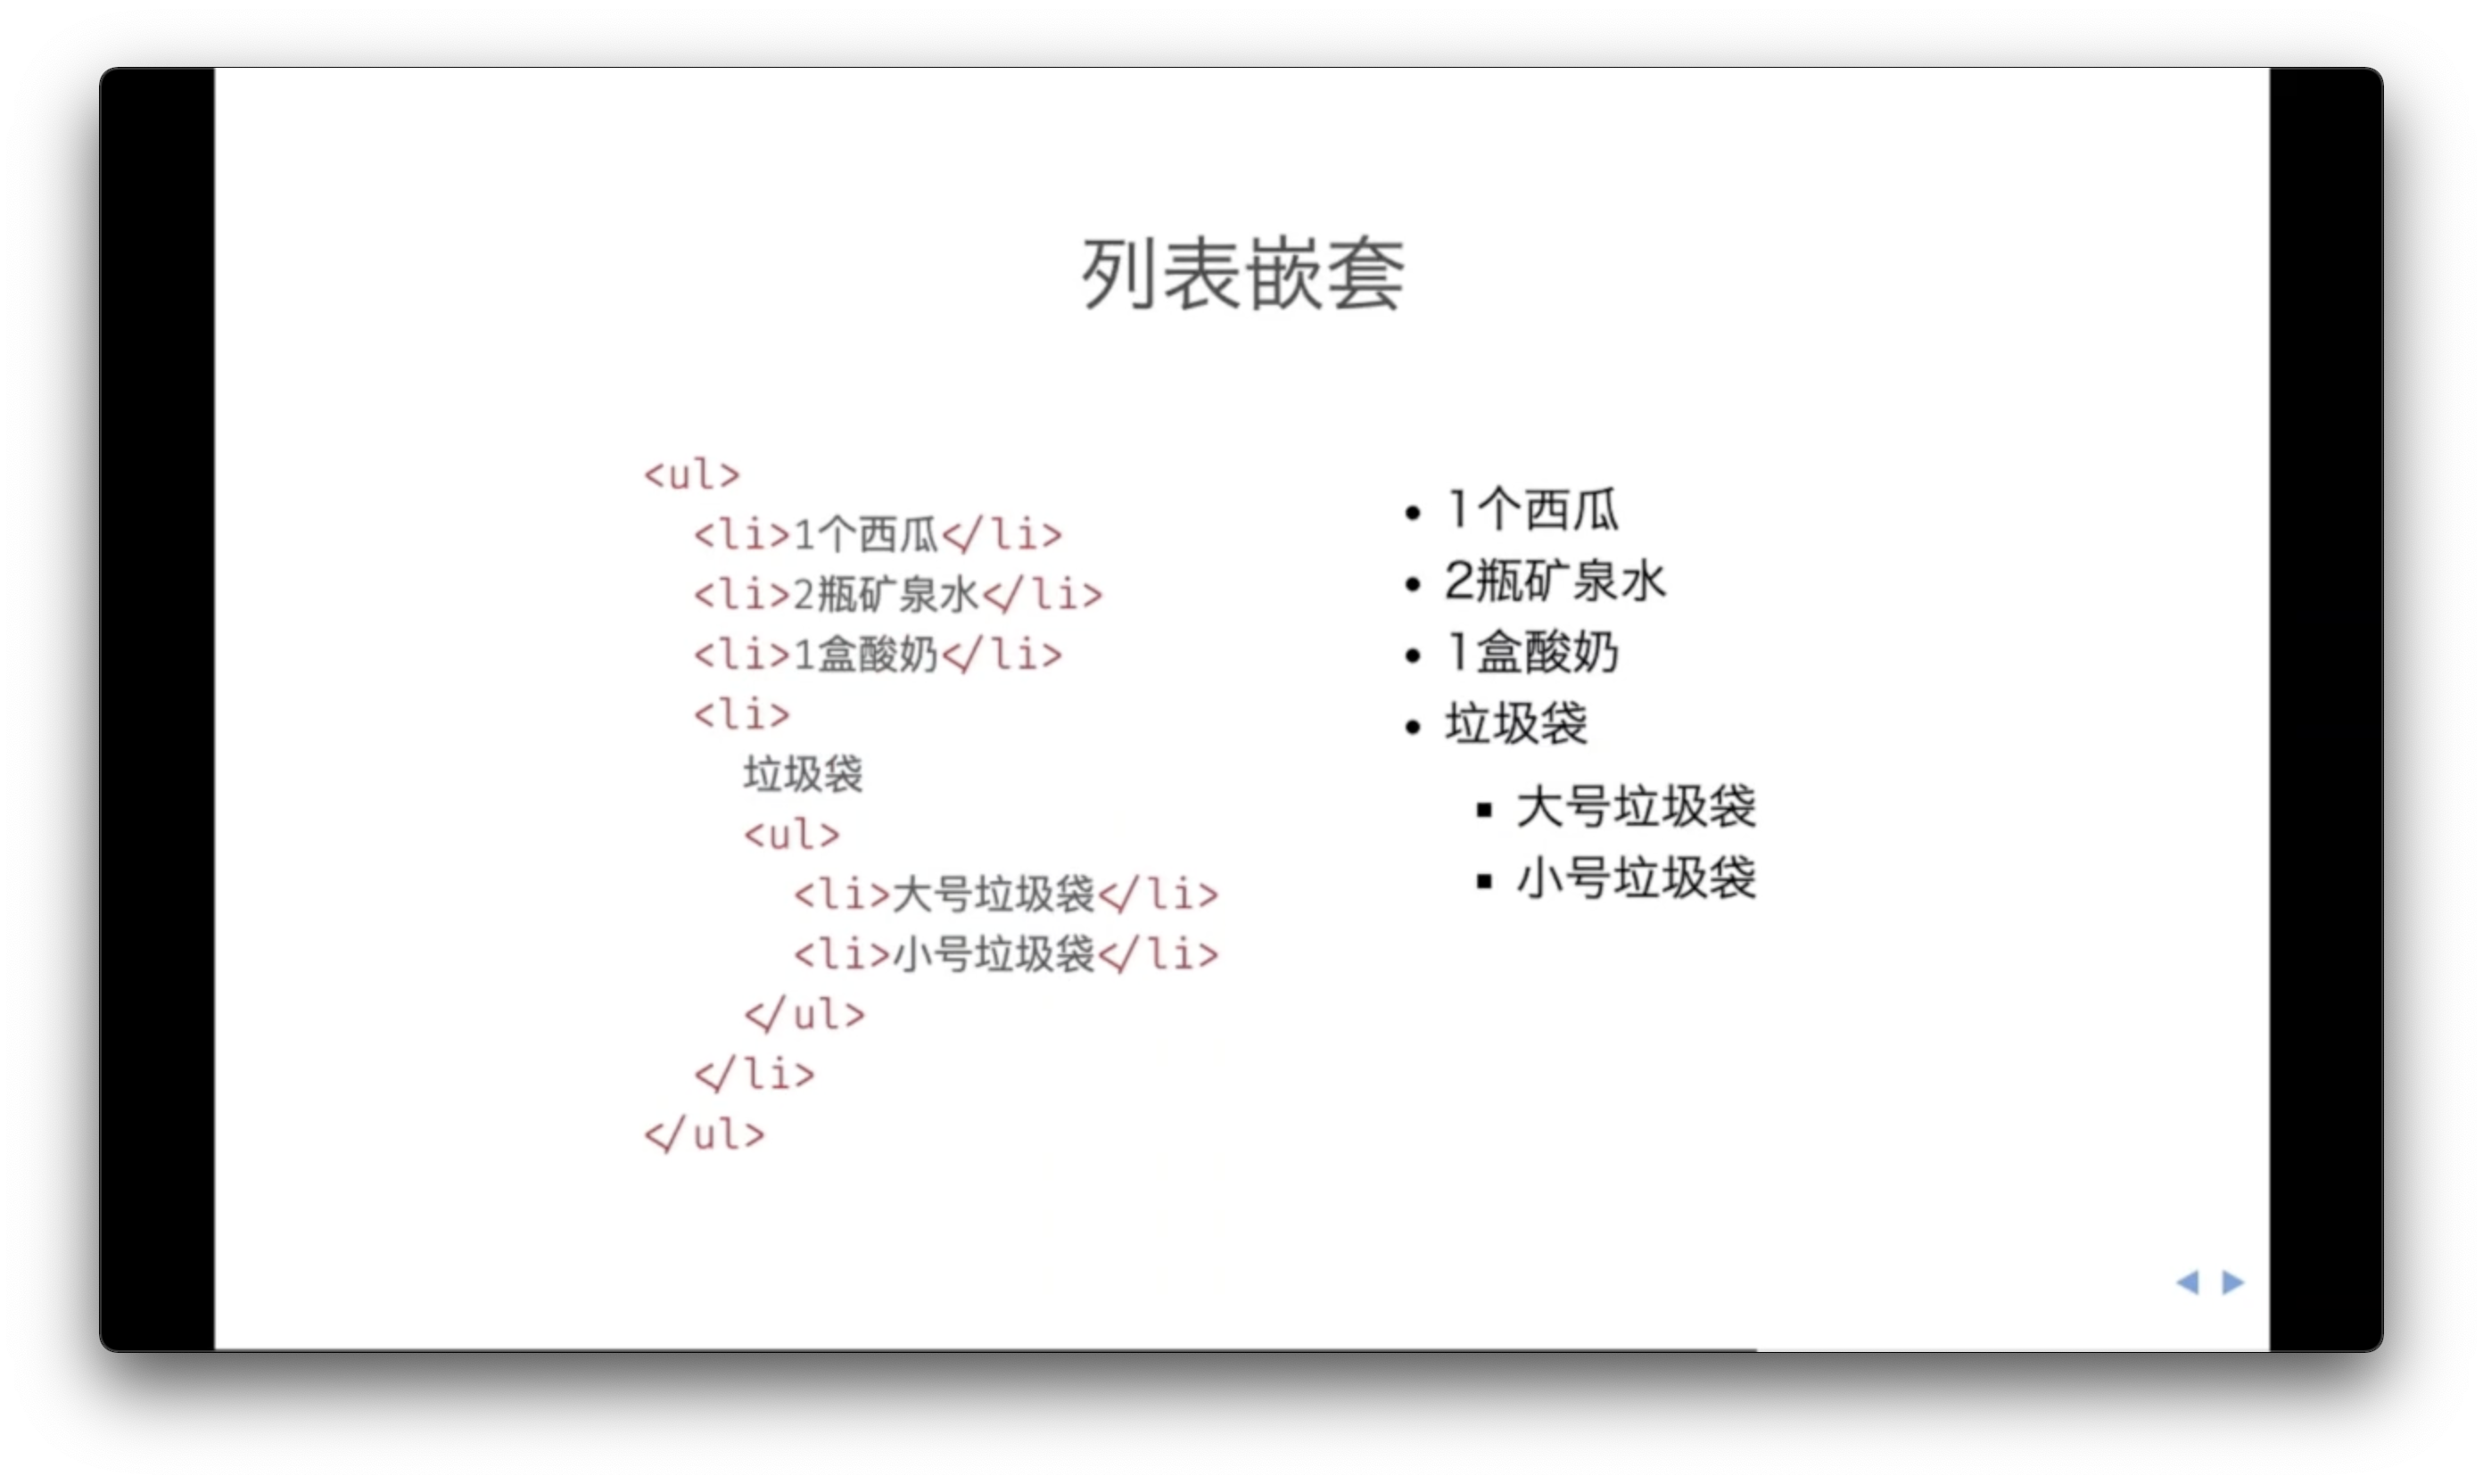 列表嵌套
<ul>
<li>1个西瓜</li>
<li>2瓶矿泉水</li>
<li>1盒酸奶</li>
<li>
垃圾袋
<ul>
<li>大号垃圾袋</li>
<li>小号垃圾袋</li>
</ul>
</li>
</ul>
• 1个西瓜
• 2瓶矿泉水
• 1盒酸奶
• 垃圾袋
▪ 大号垃圾袋
▪ 小号垃圾袋